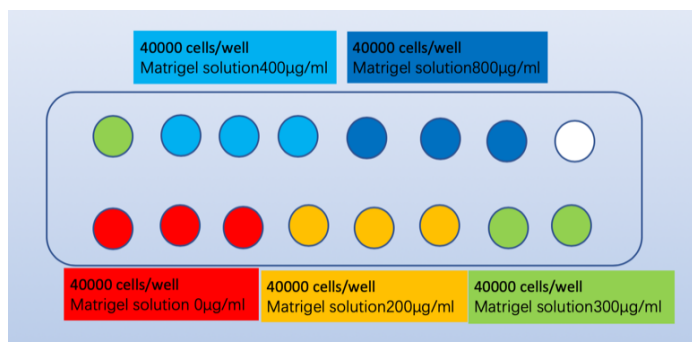 40000 cells/well
Matrigel solution400μg/ml
40000 cells/well
Matrigel solution800μg/ml
40000 cells/well
Matrigel solution 0μg/ml
40000 cells/well
Matrigel solution200μg/ml
40000 cells/well
Matrigel solution300μg/ml